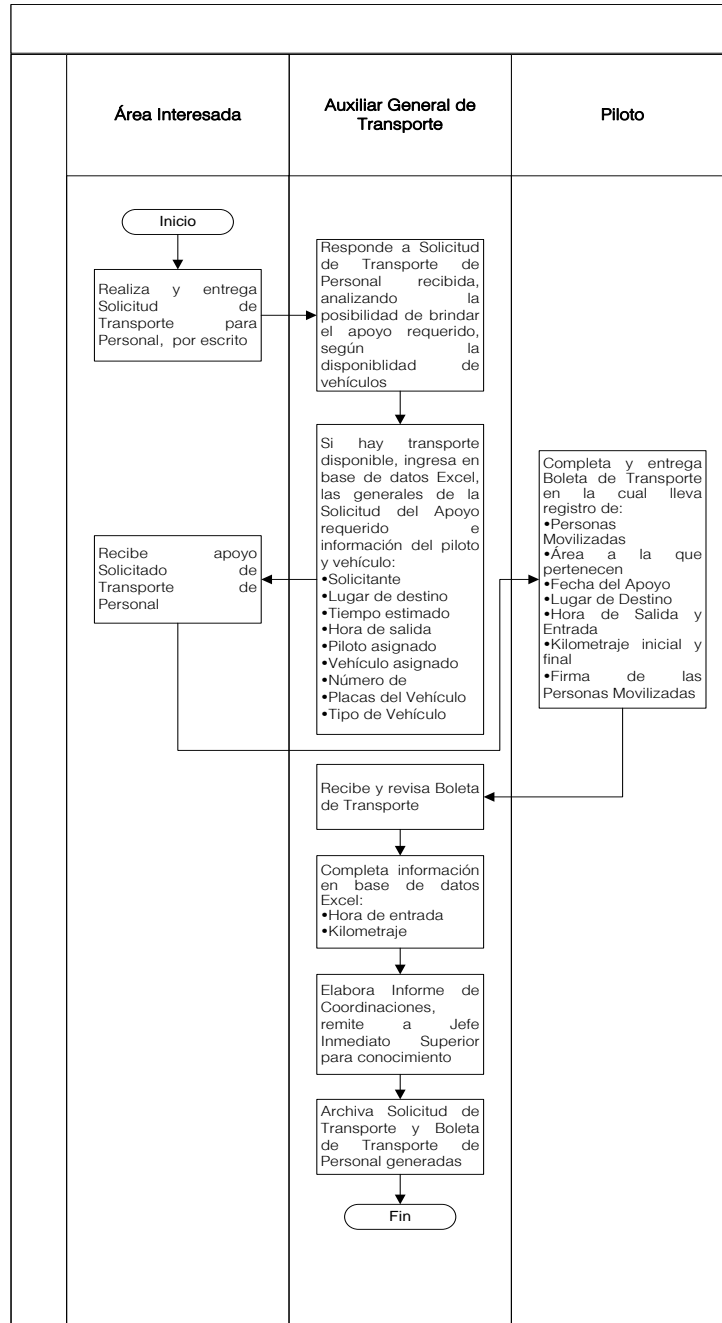 Área Interesada
Auxiliar General de
Transporte
Piloto
Inicio
Realiza y entrega
Solicitud de
Transporte para
Personal, por escrito
Responde a Solicitud
de Transporte de
Personal recibida,
analizando la
posibilidad de brindar
el apoyo requerido,
según la
disponiblidad de
vehículos
Si hay transporte
disponible, ingresa en
base de datos Excel,
las generales de la
Solicitud del Apoyo
requerido e
información del piloto
y vehículo:
•Solicitante
•Lugar de destino
•Tiempo estimado
•Hora de salida
•Piloto asignado
•Vehículo asignado
•Número de
•Placas del Vehículo
•Tipo de Vehículo
Recibe apoyo
Solicitado de
Transporte de
Personal
Completa y entrega
Boleta de Transporte
en la cual lleva
registro de:
•Personas
Movilizadas
•Área a la que
pertenecen
•Fecha del Apoyo
•Lugar de Destino
•Hora de Salida y
Entrada
•Kilometraje inicial y
final
•Firma de las
Personas Movilizadas
Recibe y revisa Boleta
de Transporte
Completa información
en base de datos
Excel:
•Hora de entrada
•Kilometraje
Elabora Informe de
Coordinaciones,
remite a Jefe
Inmediato Superior
para conocimiento
Archiva Solicitud de
Transporte y Boleta
de Transporte de
Personal generadas
Fin